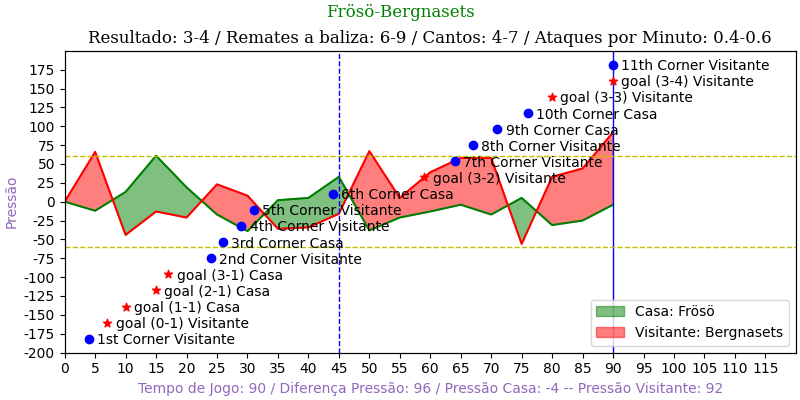 Frösö-Bergnasets
Resultado: 3-4 / Remates a baliza: 6-9 / Cantos: 4-7 / Ataques por Minuto: 0.4-0.6
Pressão
175
150
125
100
75
50
25
0
-25
-50
-75
-100
-125
-150
-175
-200
11th Corner Visitante
goal (3-4) Visitante
goal (3-3) Visitante
10th Corner Casa
9th Corner Casa
8th Corner Visitante
7th Corner Visitante
goal (3-2) Visitante
6th Corner Casa
5th Corner Visitante
4th Corner Visitante
3rd Corner Casa
2nd Corner Visitante
goal (3-1) Casa
goal (2-1) Casa
goal (1-1) Casa
goal (0-1) Visitante
1st Corner Visitante
Casa: Frösö
Visitante: Bergnasets
0 5 10 15 20 25 30 35 40 45 50 55 60 65 70 75 80 85 90 95 100 105 110 115
Tempo de Jogo: 90 / Diferença Pressão: 96 / Pressão Casa: -4 -- Pressão Visitante: 92